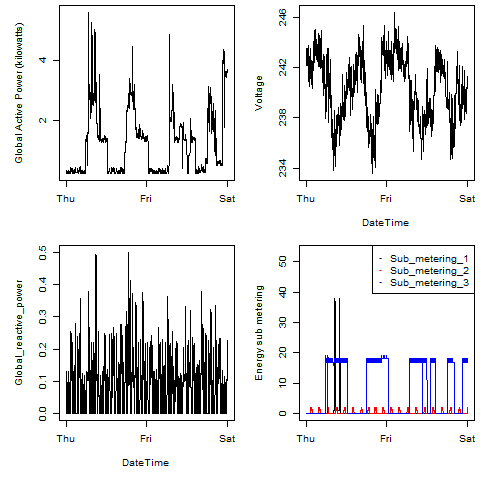 Global Active Power (kilowatts)
2
4
Thu
Fri
Sat
Voltage
234
238
242
246
Thu
Fri
Sat
DateTime
Global_reactive_power
0.0
0.1
0.2
0.3
0.4
0.5
Thu
Fri
Sat
DateTime
Energy sub metering
0
10
20
30
40
50
Sub_metering_1
Sub_metering_2
Sub_metering_3
Thu
Fri
Sat